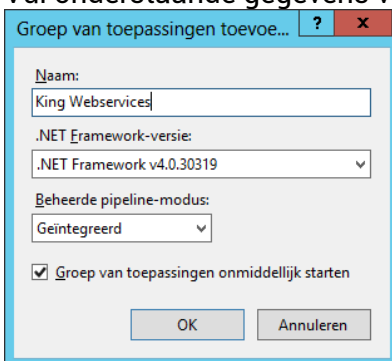 Groep van toepassingen toevoe... ? x
Naam:
King Webservices
.NET Framework-versie:
.NET Framework v4.0.30319
Beheerde pipeline-modus:
Geïntegreerd
Groep van toepassingen onmiddellijk starten
OK Annuleren